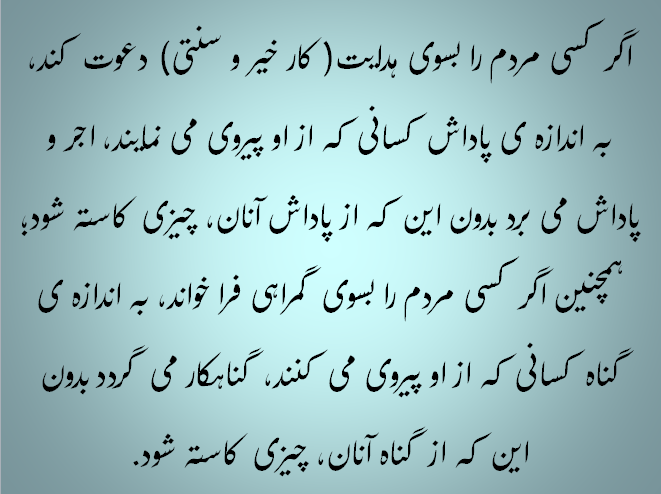 اگر کسی مردم را بسوی هدایت( کار خیر و سنتی) دعوت کند،
به اندازه ی پاداش کسانی که از او پیروی می نمایند، اجر و
پاداش می برد بدون این که از پاداش آنان، چیزی کاسته شود؛
همچنین اگر کسی مردم را بسوی گمراهی فرا خواند، به اندازه ی
گناه کسانی که از او پیروی می کنند، گناهکار می گردد بدون
این که از گناه آنان، چیزی کاسته شود.